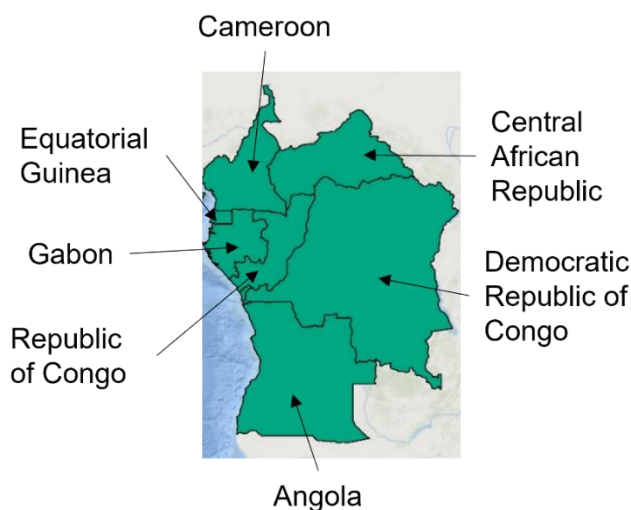 Cameroon
Equatorial
Guinea
Central
African
Republic
Gabon
Democratic
Republic of
Congo
Republic
of Congo
Angola